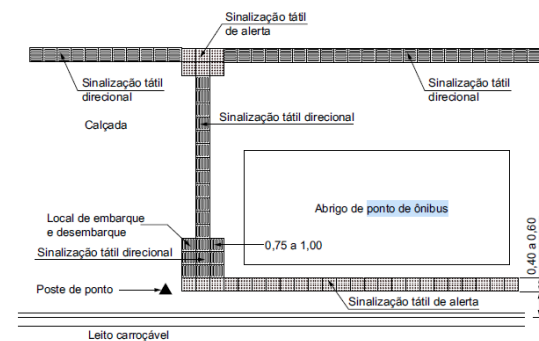 Sinalização tátil
de alerta
Sinalização tátil
direcional
Sinalização tátil
direcional
Calçada
Sinalização tátil direcional
Abrigo de ponto de ônibus
Local de embarque
e desembarque
0,75 a 1,00
Sinalização tátil direcional
0,40 a 0,60
Poste de ponto
Sinalização tátil de alerta
Leito carroçável